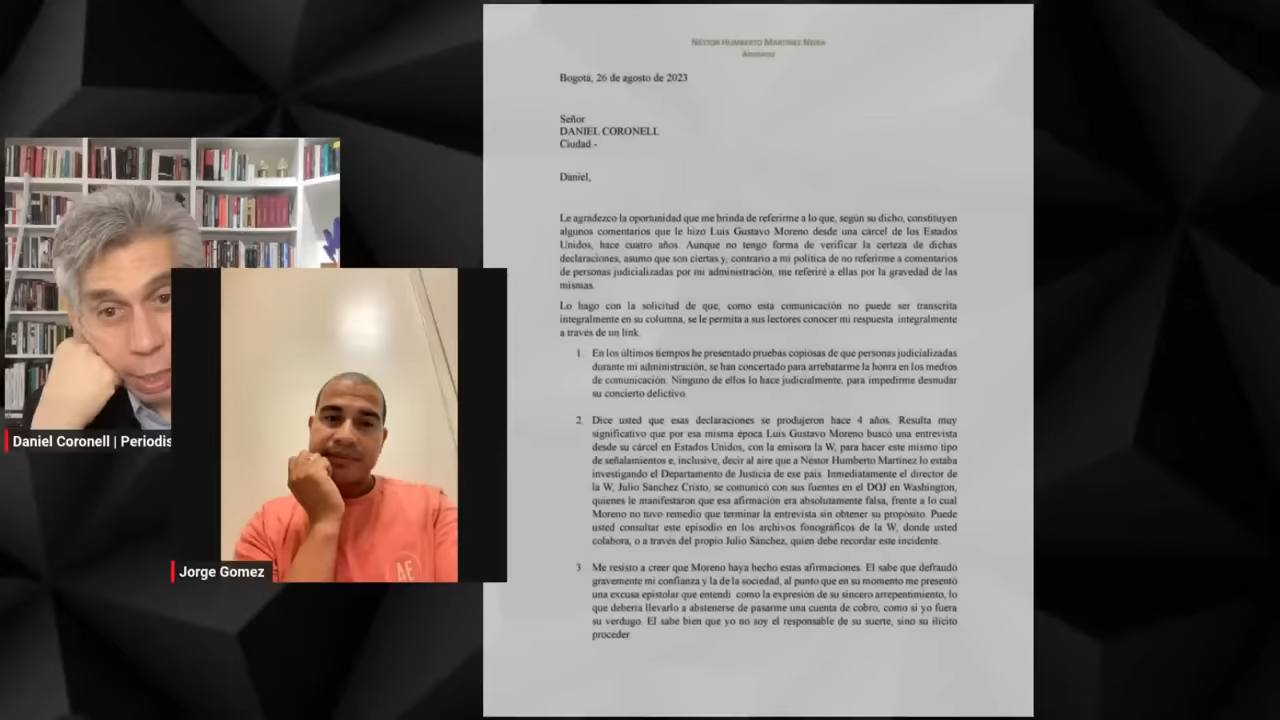 NÉSTOR HUMBERTO MARTÍNEZ NEIRA
ABOGADO
Bogotá, 26 de agosto de 2023
Señor
DANIEL CORONELL
Ciudad.-
Daniel,
Le agradezco la oportunidad que me brinda de referirme a lo que, según su dicho, constituyen
algunos comentarios que le hizo Luis Gustavo Moreno desde una cárcel de los Estados
Unidos, hace cuatro años. Aunque no tengo forma de verificar la certeza de dichas
declaraciones, asumo que son ciertas y, contrario a mi política de no referirme a comentarios
de personas judicializadas por mi administración, me referiré a ellas por la gravedad de las
mismas.
Lo hago con la solicitud de que, como esta comunicación no puede ser transcrita
integralmente en su columna, se le permita a sus lectores conocer mi respuesta integralmente
a través de un link.
1. En los últimos tiempos he presentado pruebas copiosas de que personas judicializadas
durante mi administración, se han concertado para arrebatarme la honra en los medios
de comunicación. Ninguno de ellos lo hace judicialmente, para impedirme desnudar
su concierto delictivo.
2. Dice usted que esas declaraciones se produjeron hace 4 años. Resulta muy
significativo que por esa misma época Luis Gustavo Moreno buscó una entrevista
desde su cárcel en Estados Unidos, con la emisora la W, para hacer este mismo tipo
de señalamientos e, inclusive, decir al aire que a Néstor Humberto Martínez lo estaba
investigando el Departamento de Justicia de ese país. Inmediatamente el director de
la W, Julio Sánchez Cristo, se comunicó con sus fuentes en el DOJ en Washington,
quienes le manifestaron que esa afirmación era absolutamente falsa, frente a lo cual
Moreno no tuvo remedio que terminar la entrevista sin obtener su propósito. Puede
usted consultar este episodio en los archivos fonográficos de la W, donde usted
colabora, o a través del propio Julio Sánchez, quien debe recordar este incidente.
3 Me resisto a creer que Moreno haya hecho estas afirmaciones. El sabe que defraudó
gravemente mi confianza y la de la sociedad, al punto que en su momento me presentó
una excusa epistolar que entendí como la expresión de su sincero arrepentimiento, lo
que debería llevarlo a abstenerse de pasarme una cuenta de cobro, como si yo fuera
su verdugo. El sabe bien que yo no soy el responsable de su suerte, sino su ilícito
proceder
Daniel Coronell | Periodis
Jorge Gomez
AE